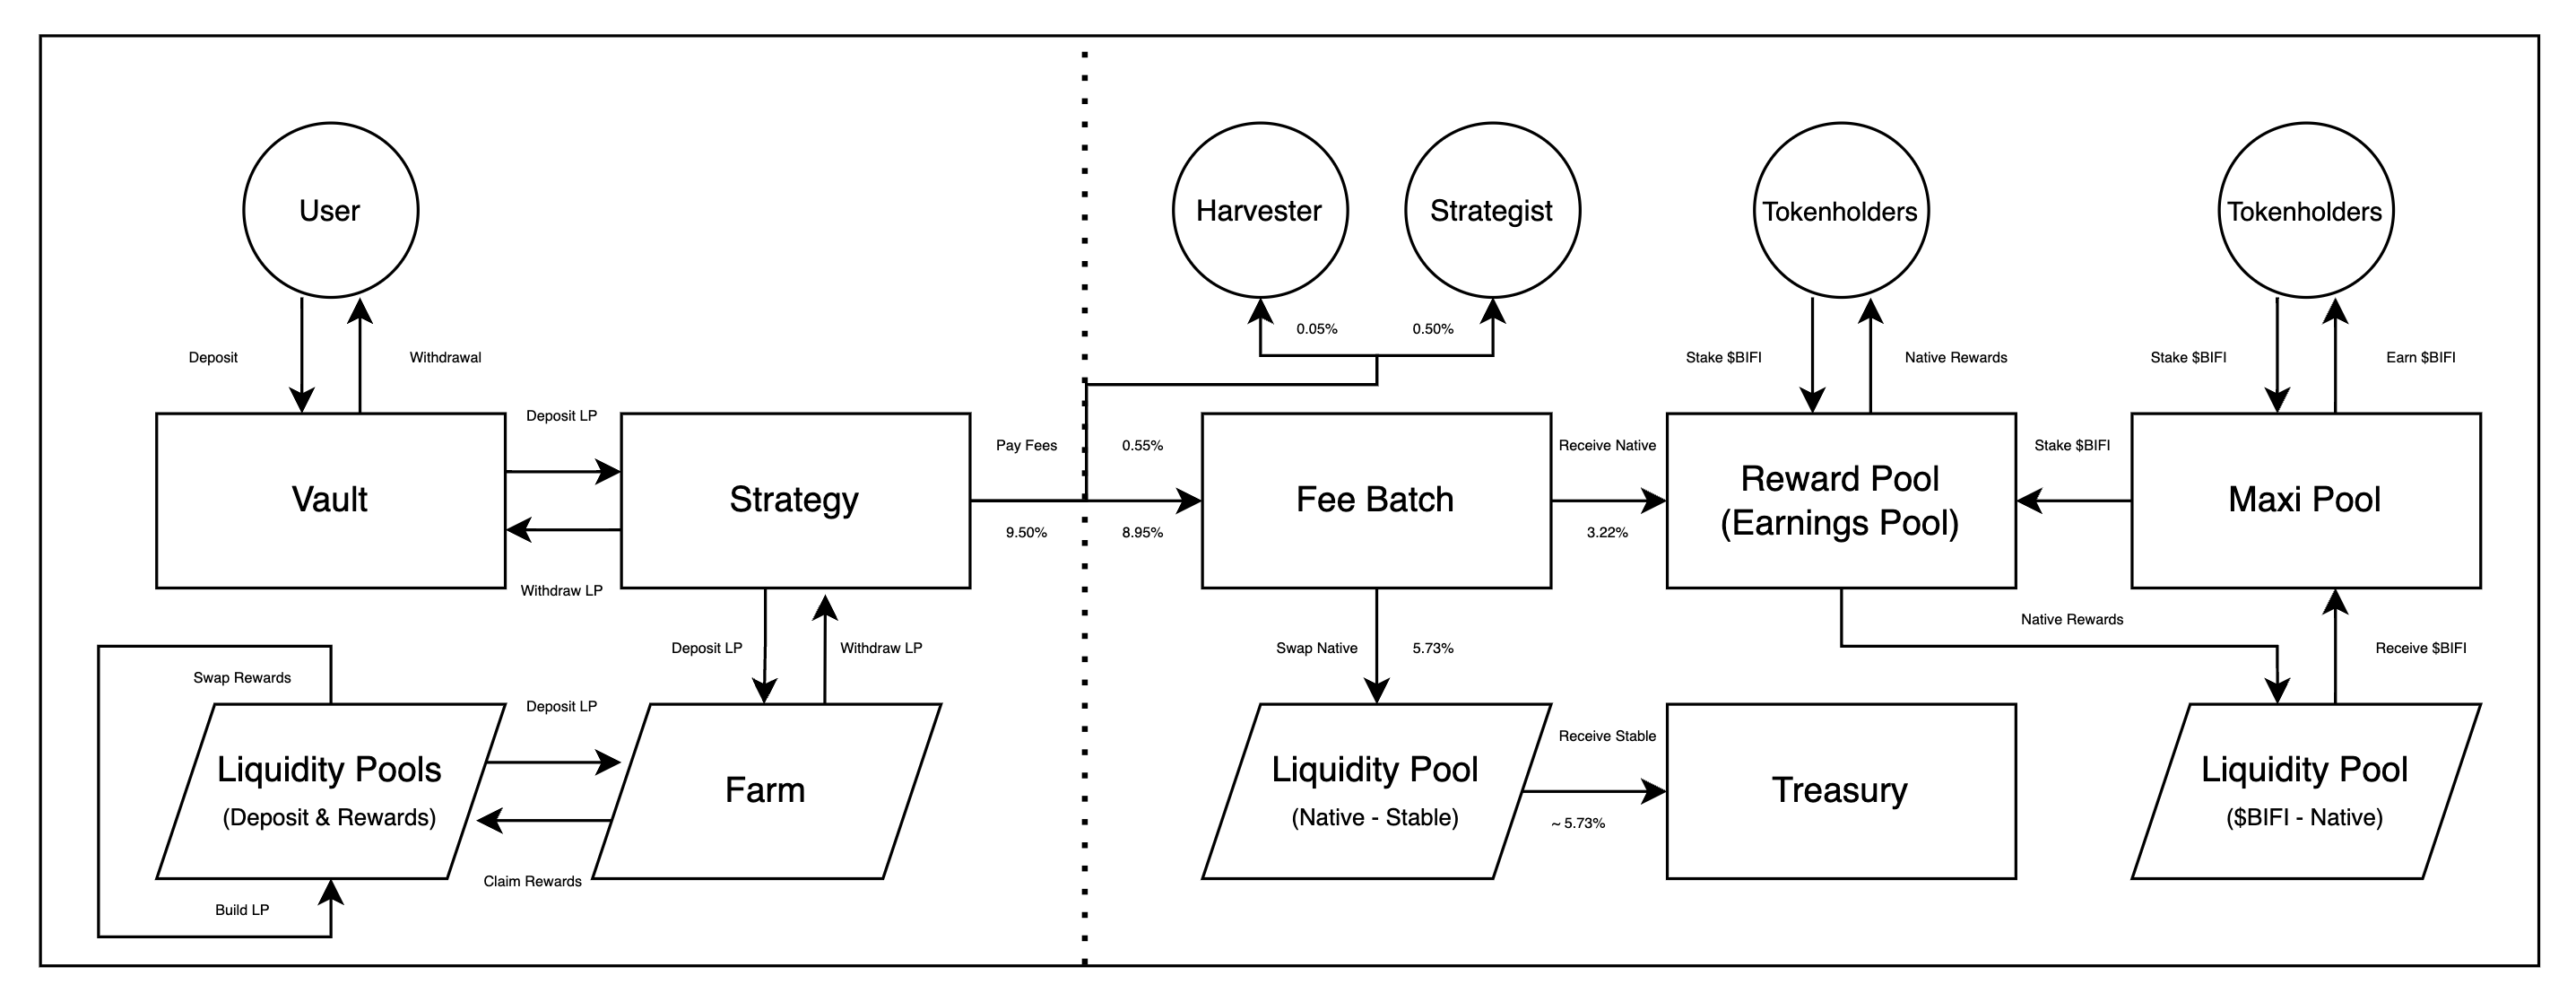 User
Harvester
Strategist
Tokenholders
Tokenholders
0.05%
0.50%
Deposit
Withdrawal
Stake $BIFI
Native Rewards
Stake $BIFI
Earn $BIFI
Deposit LP
Pay Fees
0.55%
Receive Native
Stake $BIFI
Vault
Strategy
Fee Batch
Reward Pool
(Earnings Pool)
Maxi Pool
9.50%
8.95%
3.22%
Withdraw LP
Native Rewards
Deposit LP
Withdraw LP
Swap Native
5.73%
Receive $BIFI
Swap Rewards
Deposit LP
Receive Stable
Liquidity Pools
(Deposit & Rewards)
Farm
Liquidity Pool
(Native - Stable)
Treasury
Liquidity Pool
($BIFI - Native)
~ 5.73%
Claim Rewards
Build LP